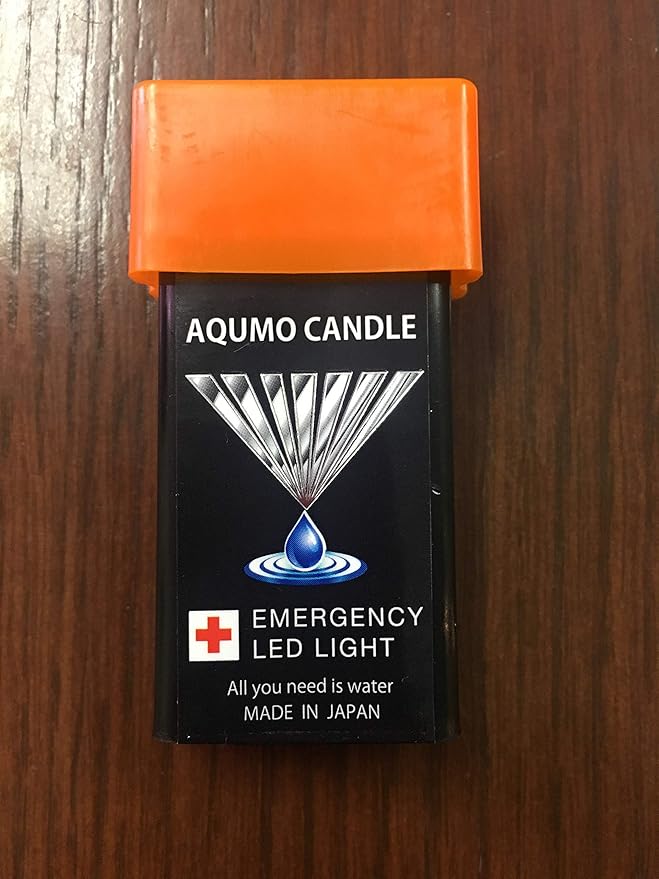 AQUMO CANDLE
EMERGENCY
LED LIGHT
All you need is water
MADE IN JAPAN